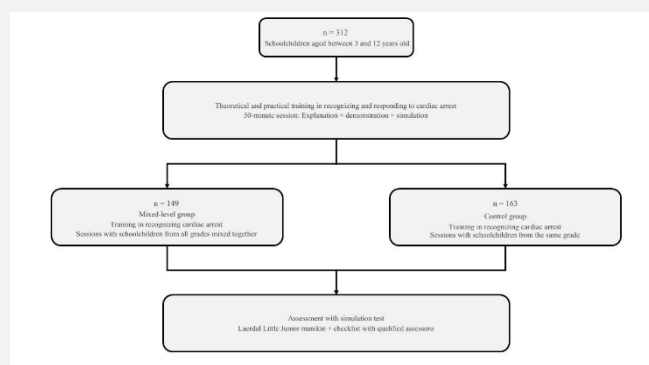 n = 312
Schoolchildren aged between 3 and 12 years old
Theoretical and practical training in recognizing and responding to cardiac arrest
50-minute session: Explanation + demonstration + simulation
n = 149
Mixed-level group
Training in recognizing cardiac arrest
Sessions with schoolchildren from all grades mixed together
n = 163
Control group
Training in recognizing cardiac arrest
Sessions with schoolchildren from the same grade
Assessment with simulation test
Laerdal Little Junior manikin + checklist with qualified assessoro